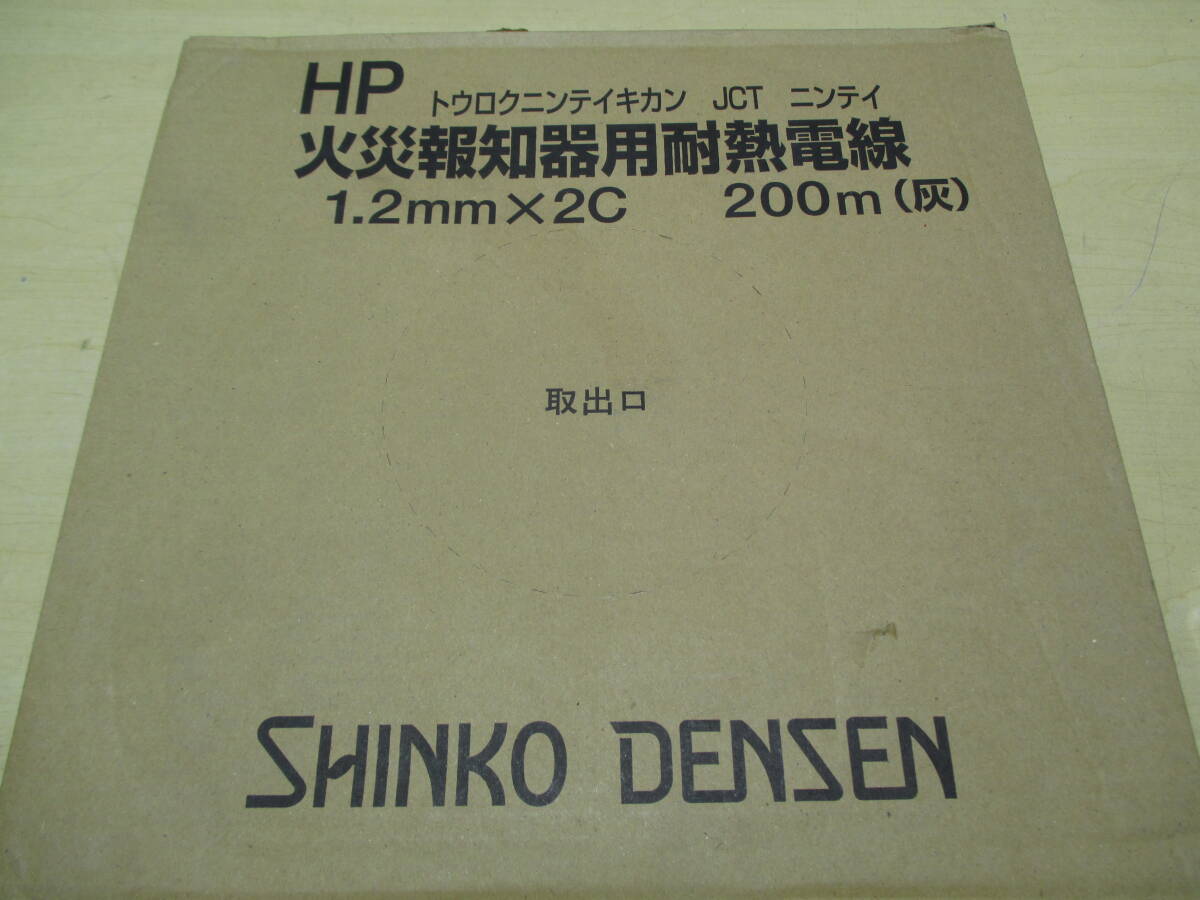 HP トウロクニンテイキカン JCT ニンテイ
火災報知器用耐熱電線
1.2mm×2C 200m(灰)
取出口
SHINKO DENSEN